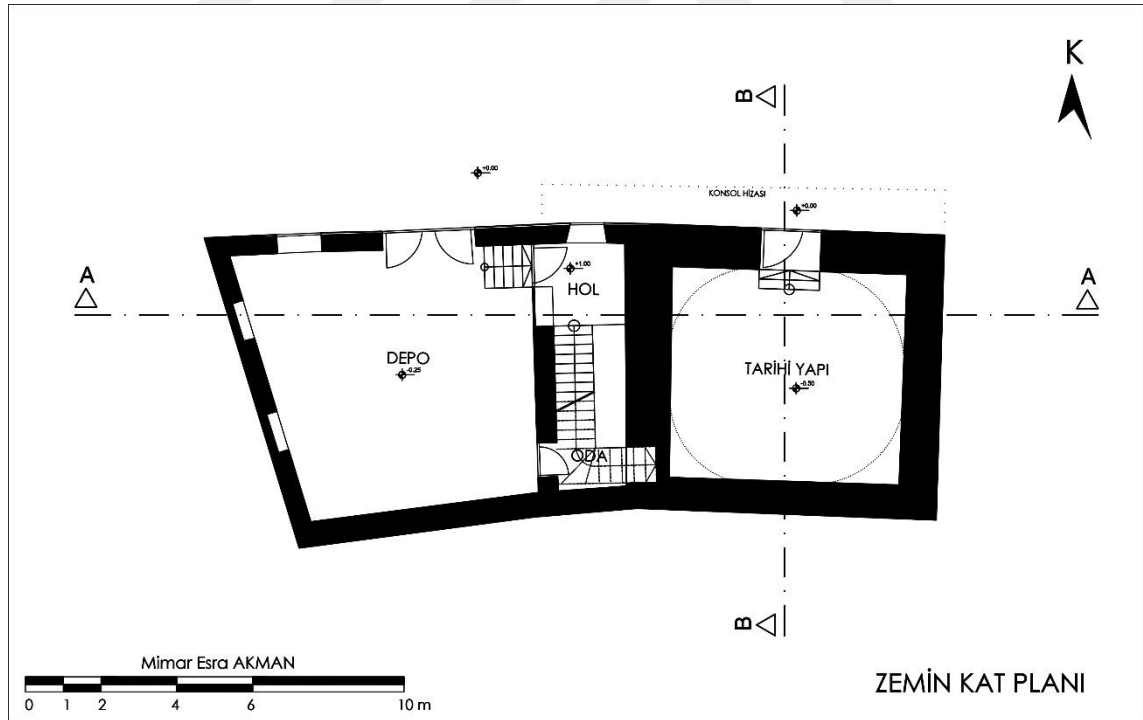 K
B
+0.00
KONSOL HİZASI
+0.00
A
+1.00
HOL
A
DEPO
-0.25
TARİHİ YAPI
-0.50
ODA
B
Mimar Esra AKMAN
0 1 2 4 6 10 m
ZEMİN KAT PLANI